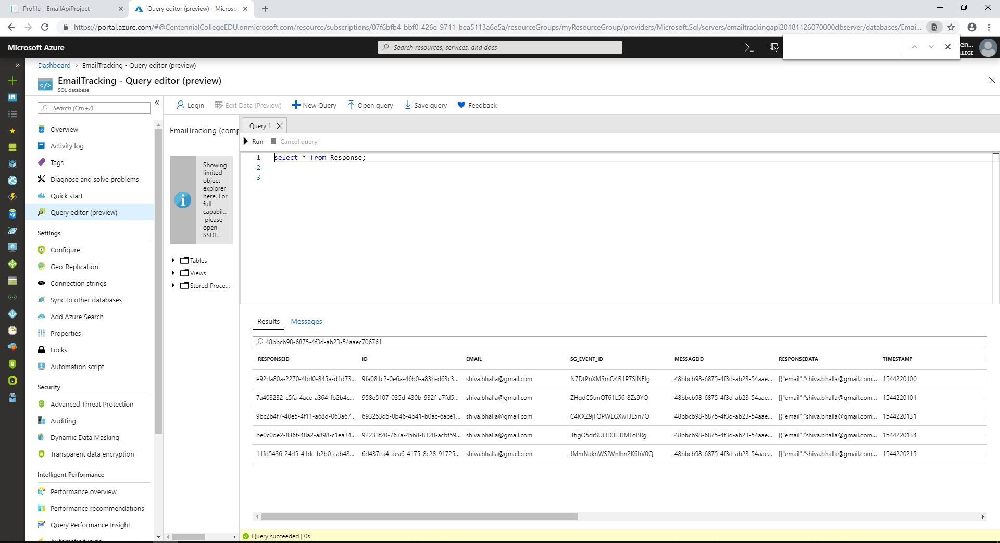 Profile - EmailApiProject
Query editor (preview) - Microso
https://portal.azure.com/#@CentennialCollegeEDU.onmicrosoft.com/resource/subscriptions/07f6bfb4-bbf0-426e-9711-bea5113a6e5a/resourceGroups/myResourceGroup/providers/Microsoft.Sql/servers/emailtrackingapi20181126070000dbserver/databases/Emai...
Microsoft Azure
Search resources, services, and docs
en...
LLEGE
Dashboard > EmailTracking - Query editor (preview)
EmailTracking - Query editor (preview)
SQL database
Search (Ctrl+/)
Overview
Activity log
Tags
Diagnose and solve problems
Quick start
Query editor (preview)
Settings
Configure
Geo-Replication
Connection strings
Sync to other databases
Add Azure Search
Properties
Locks
Automation script
Security
Advanced Threat Protection
Auditing
Dynamic Data Masking
Transparent data encryption
Intelligent Performance
Performance overview
Performance recommendations
Query Performance Insight
Automatic tuning
Login Edit Data (Preview) New Query Open query Save query Feedback
EmailTracking (comp
Showing
limited
object
explorer
here. For
full
capabil...
please
open
SSDT.
Tables
Views
Stored Proce...
Query 1
Run Cancel query
1 select * from Response;
2
3
Results Messages
48bbcb98-6875-4f3d-ab23-54aaec706761
RESPONSEID ID EMAIL SG_EVENT_ID MESSAGEID RESPONSEDATA TIMESTAMP
e92da80a-2270-4bd0-845a-d1d73... 9fa081c2-0e6a-46b0-a83b-d63c3... shiva.bhalla@gmail.com N7DtPnXMSmO4R1P7SINFIg 48bbcb98-6875-4f3d-ab23-54aae... [{"email":"shiva.bhalla@gmail.com... 1544220100
7a403232-c5fa-4ace-a364-fb2b4c... 958e5107-035d-430b-932f-a7fd5... shiva.bhalla@gmail.com ZHgdC5tmQT61L56-8Zs9YQ 48bbcb98-6875-4f3d-ab23-54aae... [{"email":"shiva.bhalla@gmail.com... 1544220101
9bc2b4f7-40e5-4f11-a68d-063a67... 693253d5-0b46-4b41-b0ac-6ace1... shiva.bhalla@gmail.com C4KXZ9jFQPWEGXwTJL5n7Q 48bbcb98-6875-4f3d-ab23-54aae... [{"email":"shiva.bhalla@gmail.com... 1544220131
be0c0de2-836f-48a2-a898-c1ea34... 92233f20-767a-4568-8320-acbf59... shiva.bhalla@gmail.com 3tigO5drSUOD0F3JMLoBRg 48bbcb98-6875-4f3d-ab23-54aae... [{"email":"shiva.bhalla@gmail.com... 1544220134
11fd5436-24d5-41dc-b2b0-cab48... 6d437ea4-aea6-4175-8c28-91725... shiva.bhalla@gmail.com JMmNaknWSfWnlbn2K6hV0Q 48bbcb98-6875-4f3d-ab23-54aae... [{"email":"shiva.bhalla@gmail.com... 1544220215
Query succeeded | 0s